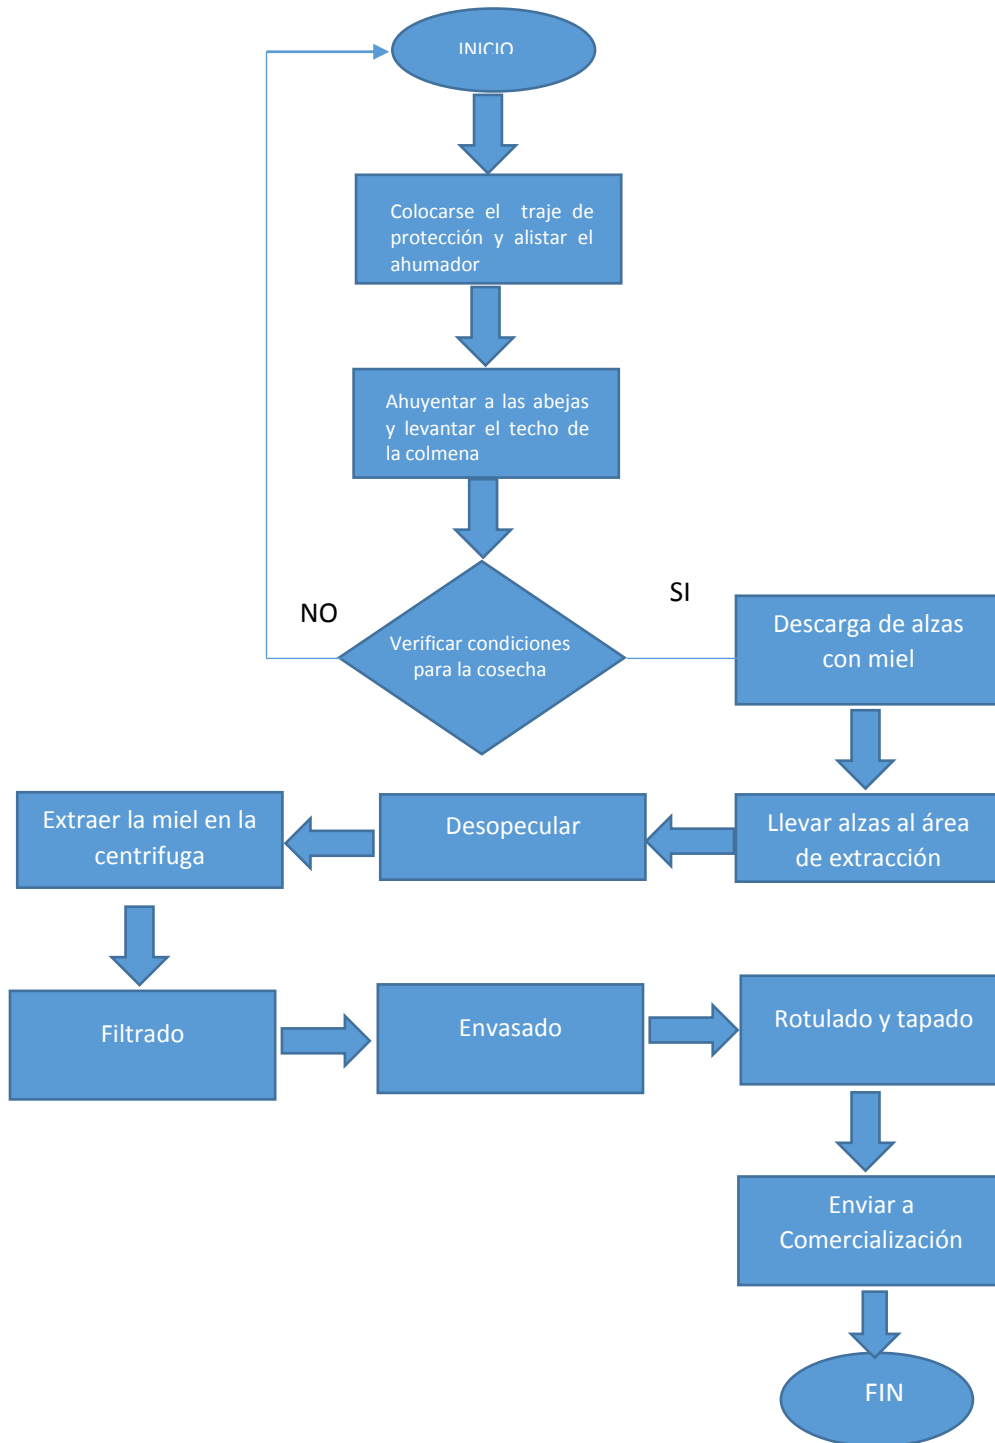 INICIO
Colocarse el traje de
protección y alistar el
ahumador
Ahuyentar a las abejas
y levantar el techo de
la colmena
NO
SI
Verificar condiciones
para la cosecha
Descarga de alzas
con miel
Llevar alzas al área
de extracción
Desopecular
Extraer la miel en la
centrifuga
Filtrado
Envasado
Rotulado y tapado
Enviar a
Comercialización
FIN